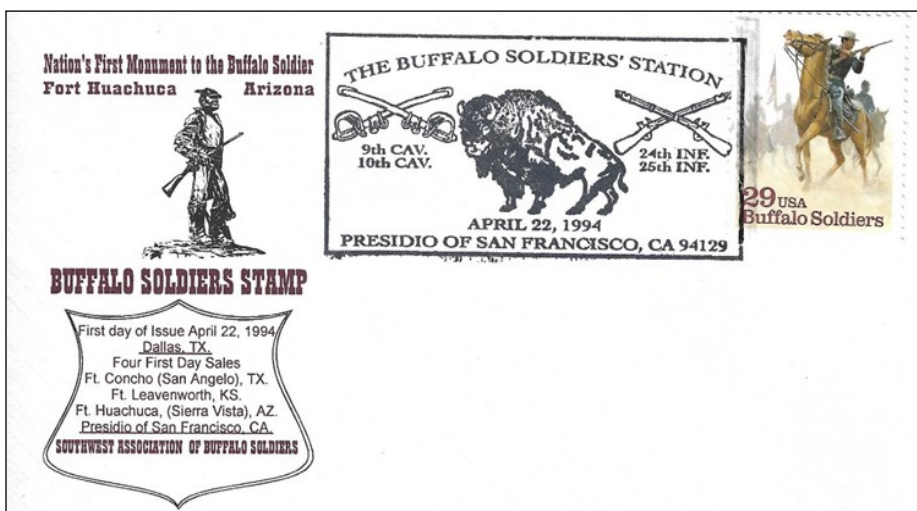 Nation's First Monument to the Buffalo Soldier
Fort Huachuca Arizona
BUFFALO SOLDIERS STAMP
First day of Issue April 22, 1994
Dallas, TX.
Four First Day Sales
Ft. Concho (San Angelo), TX.
Ft. Leavenworth, KS.
Ft. Huachuca, (Sierra Vista), AZ.
Presidio of San Francisco, CA.
SOUTHWEST ASSOCIATION OF BUFFALO SOLDIERS
THE BUFFALO SOLDIERS' STATION
9th CAV.
10th CAV.
24th INF.
25th INF.
APRIL 22, 1994
PRESIDIO OF SAN FRANCISCO, CA 94129
29 USA
Buffalo Soldiers